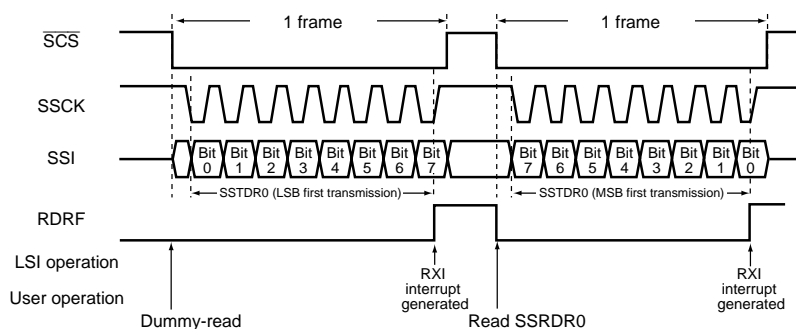 1 frame 1 frame
SCS
SSCK
SSI
Bit 0 Bit 1 Bit 2 Bit 3 Bit 4 Bit 5 Bit 6 Bit 7 Bit 7 Bit 6 Bit 5 Bit 4 Bit 3 Bit 2 Bit 1 Bit 0
SSTDR0 (LSB first transmission) SSTDR0 (MSB first transmission)
RDRF
LSI operation
RXI interrupt generated
RXI interrupt generated
User operation
Dummy-read
Read SSRDR0